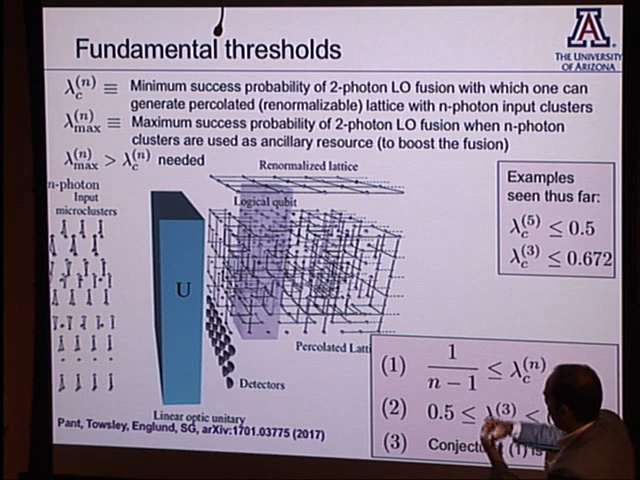 Fundamental thresholds
THE UNIVERSITY
OF ARIZONA
λc(n) ≡ Minimum success probability of 2-photon LO fusion with which one can
generate percolated (renormalizable) lattice with n-photon input clusters
λmax(n) ≡ Maximum success probability of 2-photon LO fusion when n-photon
clusters are used as ancillary resource (to boost the fusion)
λmax(n) > λc(n) needed
Renormalized lattice
Examples
seen thus far:
λc(5) ≤ 0.5
λc(3) ≤ 0.672
n-photon
Input
microclusters
Logical qubit
U
Percolated
Detectors
Linear optic unitary
(1) 1/(n − 1) ≤ λc(n)
(2) 0.5 ≤ λ(3)
(3) (1)
Pant, Towsley, Englund, SG, arXiv:1701.03775 (2017)